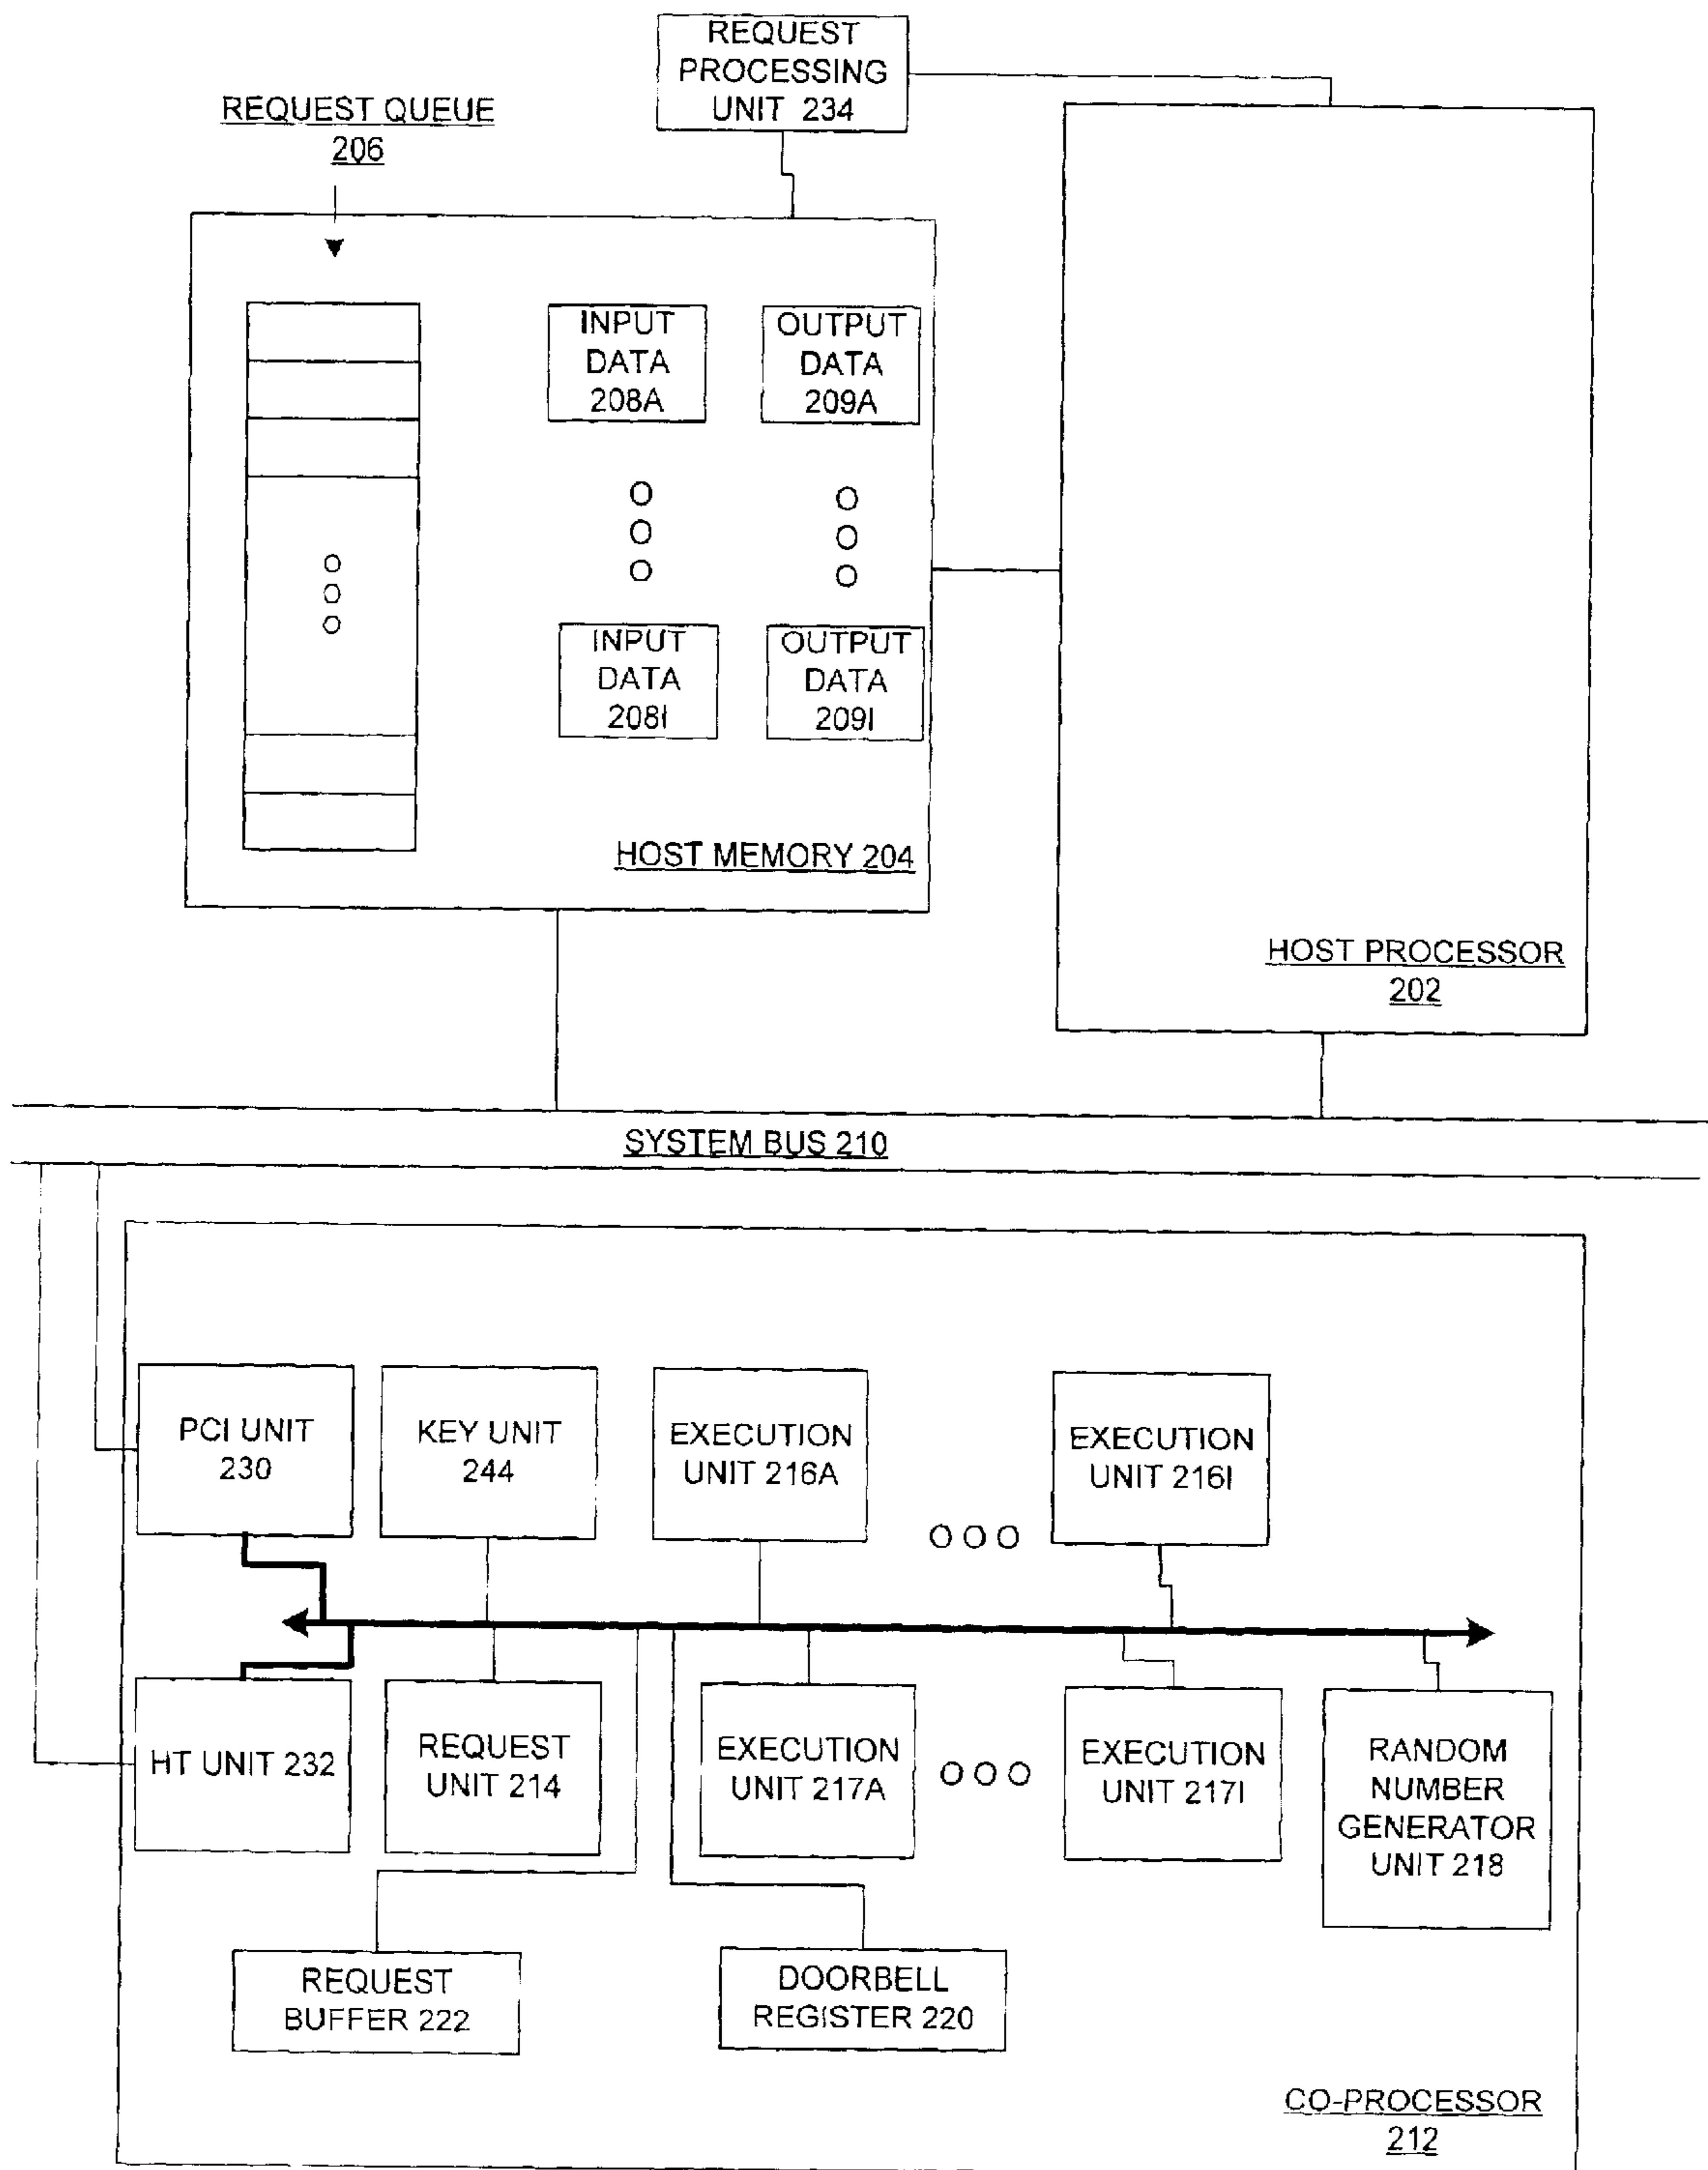 REQUEST
PROCESSING
UNIT 234
REQUEST QUEUE
206
INPUT
DATA
208A
OUTPUT
DATA
209A
INPUT
DATA
208I
OUTPUT
DATA
209I
HOST MEMORY 204
HOST PROCESSOR
202
SYSTEM BUS 210
PCI UNIT
230
KEY UNIT
244
EXECUTION
UNIT 216A
EXECUTION
UNIT 216I
HT UNIT 232
REQUEST
UNIT 214
EXECUTION
UNIT 217A
EXECUTION
UNIT 217I
RANDOM
NUMBER
GENERATOR
UNIT 218
REQUEST
BUFFER 222
DOORBELL
REGISTER 220
CO-PROCESSOR
212